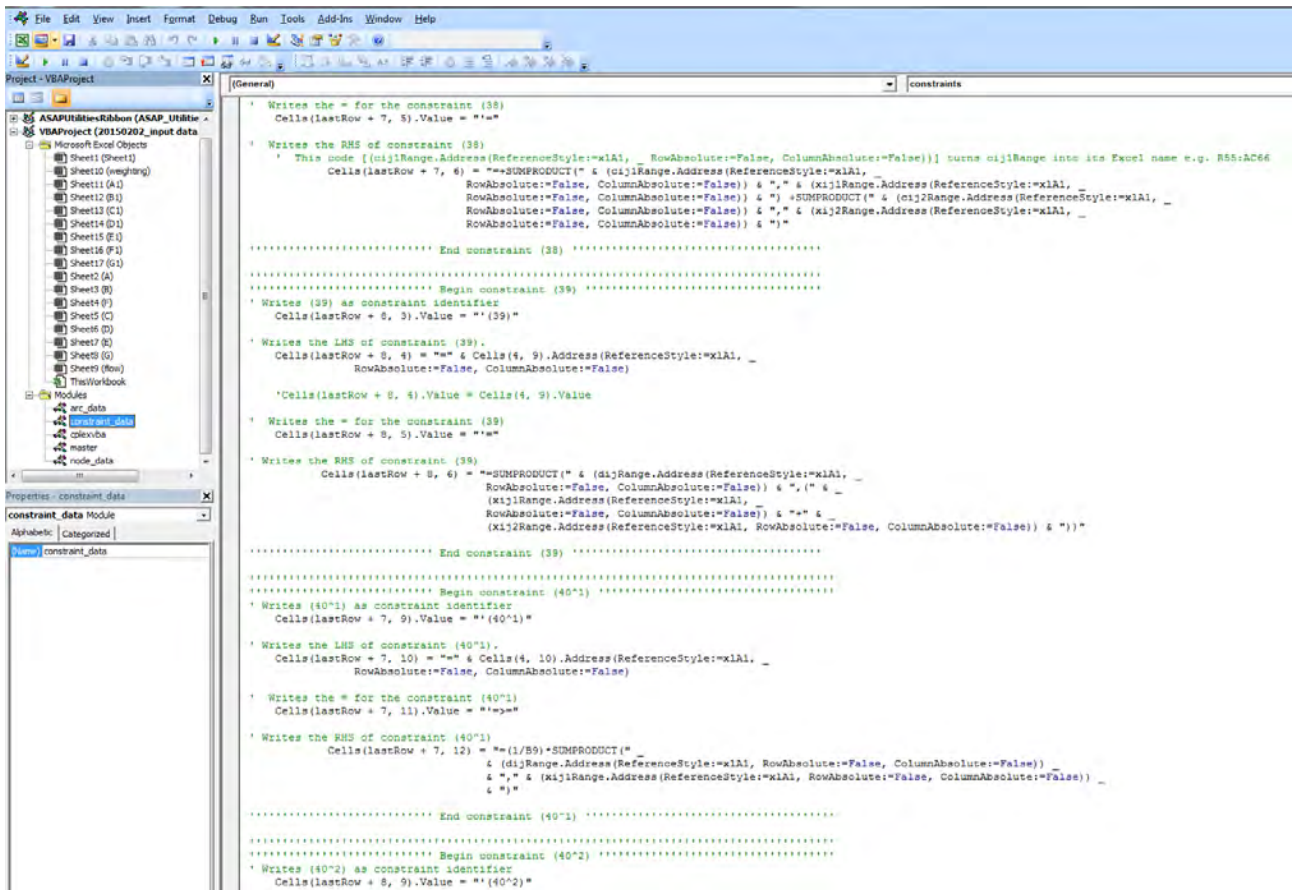 File Edit View Insert Format Debug Run Tools Add-Ins Window Help
Project - VBAProject
(General)
constraints
ASAPUtilitiesRibbon (ASAP_Utilitie
VBAProject (20150202_input data
Microsoft Excel Objects
Sheet1 (Sheet1)
Sheet10 (weighting)
Sheet11 (A1)
Sheet12 (B1)
Sheet13 (C1)
Sheet14 (D1)
Sheet15 (E1)
Sheet16 (F1)
Sheet17 (G1)
Sheet2 (A)
Sheet3 (B)
Sheet4 (F)
Sheet5 (C)
Sheet6 (D)
Sheet7 (E)
Sheet8 (G)
Sheet9 (flow)
ThisWorkbook
Modules
arc_data
constraint_data
cplexvba
master
node_data
Properties - constraint_data
constraint_data Module
Alphabetic Categorized
(Name) constraint_data
' Writes the = for the constraint (38)
Cells(lastRow + 7, 5).Value = "'="
' Writes the RHS of constraint (38)
' This code [(cij1Range.Address(ReferenceStyle:=xlA1, _ RowAbsolute:=False, ColumnAbsolute:=False))] turns cij1Range into its Excel name e.g. R55:AC66
Cells(lastRow + 7, 6) = "=+SUMPRODUCT(" & (cij1Range.Address(ReferenceStyle:=xlA1, _
RowAbsolute:=False, ColumnAbsolute:=False)) & "," & (xij1Range.Address(ReferenceStyle:=xlA1, _
RowAbsolute:=False, ColumnAbsolute:=False)) & ") +SUMPRODUCT(" & (cij2Range.Address(ReferenceStyle:=xlA1, _
RowAbsolute:=False, ColumnAbsolute:=False)) & "," & (xij2Range.Address(ReferenceStyle:=xlA1, _
RowAbsolute:=False, ColumnAbsolute:=False)) & ")"
'''''''''''''''''''''''''''' End constraint (38) ''''''''''''''''''''''''''''''''''''''
''''''''''''''''''''''''''''''''''''''''''''''''''''''''''''''''''''''''''''''''''''''
'''''''''''''''''''''''''''' Begin constraint (39) ''''''''''''''''''''''''''''''''''''
' Writes (39) as constraint identifier
Cells(lastRow + 8, 3).Value = "'(39)"
' Writes the LHS of constraint (39).
Cells(lastRow + 8, 4) = "=" & Cells(4, 9).Address(ReferenceStyle:=xlA1, _
RowAbsolute:=False, ColumnAbsolute:=False)
'Cells(lastRow + 8, 4).Value = Cells(4, 9).Value
' Writes the = for the constraint (39)
Cells(lastRow + 8, 5).Value = "'="
' Writes the RHS of constraint (39)
Cells(lastRow + 8, 6) = "=SUMPRODUCT(" & (dijRange.Address(ReferenceStyle:=xlA1, _
RowAbsolute:=False, ColumnAbsolute:=False)) & ",(" & _
(xij1Range.Address(ReferenceStyle:=xlA1, _
RowAbsolute:=False, ColumnAbsolute:=False)) & "+" & _
(xij2Range.Address(ReferenceStyle:=xlA1, RowAbsolute:=False, ColumnAbsolute:=False)) & "))"
'''''''''''''''''''''''''''' End constraint (39) ''''''''''''''''''''''''''''''''''''''
''''''''''''''''''''''''''''''''''''''''''''''''''''''''''''''''''''''''''''''''''''''''
'''''''''''''''''''''''''''' Begin constraint (40^1) ''''''''''''''''''''''''''''''''''''
' Writes (40^1) as constraint identifier
Cells(lastRow + 7, 9).Value = "'(40^1)"
' Writes the LHS of constraint (40^1).
Cells(lastRow + 7, 10) = "=" & Cells(4, 10).Address(ReferenceStyle:=xlA1, _
RowAbsolute:=False, ColumnAbsolute:=False)
' Writes the = for the constraint (40^1)
Cells(lastRow + 7, 11).Value = "'=>="
' Writes the RHS of constraint (40^1)
Cells(lastRow + 7, 12) = "=(1/B9)*SUMPRODUCT(" _
& (dijRange.Address(ReferenceStyle:=xlA1, RowAbsolute:=False, ColumnAbsolute:=False)) _
& "," & (xij1Range.Address(ReferenceStyle:=xlA1, RowAbsolute:=False, ColumnAbsolute:=False)) _
& ")"
'''''''''''''''''''''''''''' End constraint (40^1) ''''''''''''''''''''''''''''''''''''''
''''''''''''''''''''''''''''''''''''''''''''''''''''''''''''''''''''''''''''''''''''''''
'''''''''''''''''''''''''''' Begin constraint (40^2) ''''''''''''''''''''''''''''''''''''
' Writes (40^2) as constraint identifier
Cells(lastRow + 8, 9).Value = "'(40^2)"